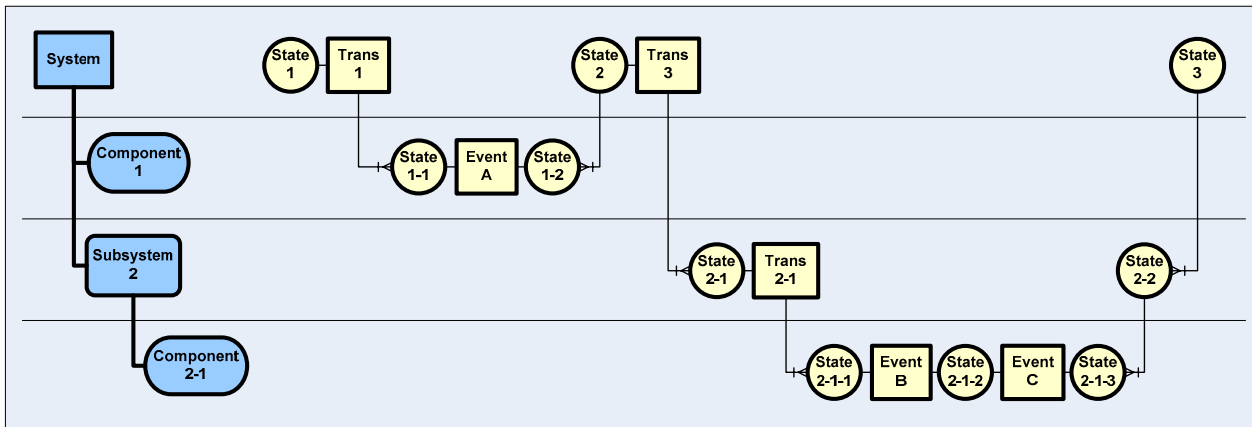 System
State
1
Trans
1
State
2
Trans
3
State
3
Component
1
State
1-1
Event
A
State
1-2
Subsystem
2
State
2-1
Trans
2-1
State
2-2
Component
2-1
State
2-1-1
Event
B
State
2-1-2
Event
C
State
2-1-3